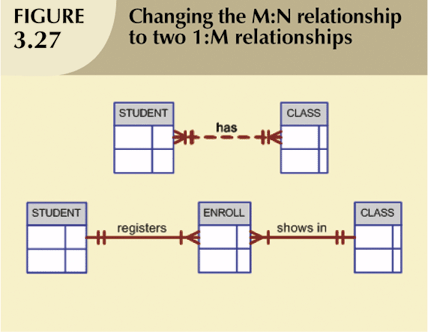 FIGURE
3.27
Changing the M:N relationship
to two 1:M relationships
STUDENT
has
CLASS
STUDENT
registers
ENROLL
shows in
CLASS